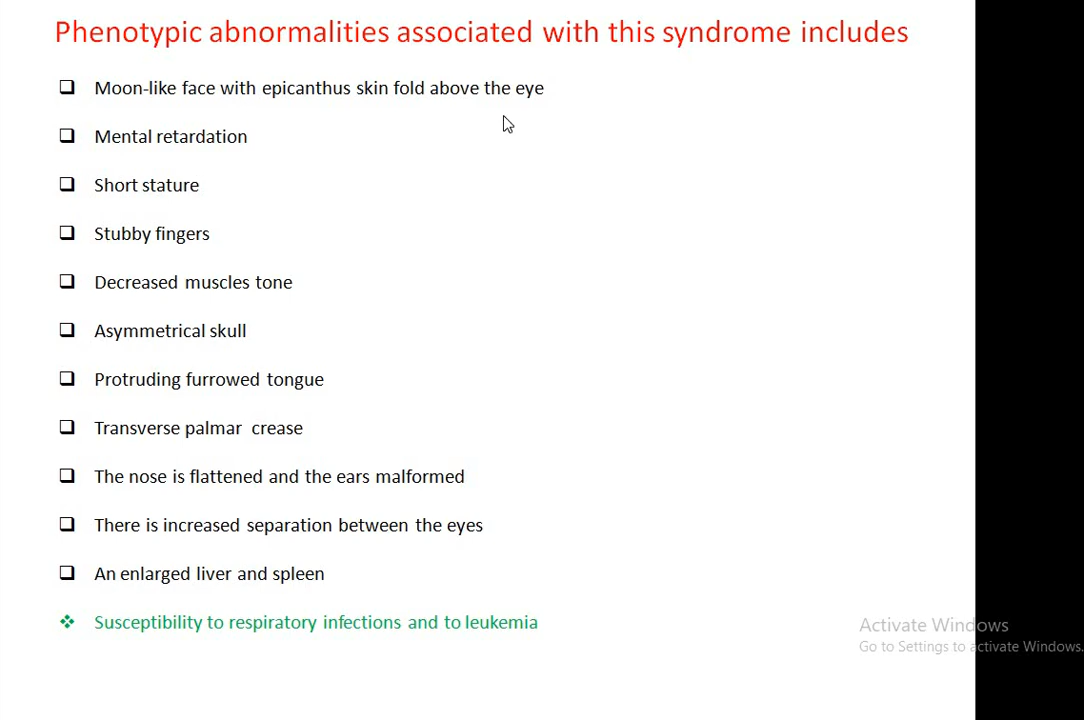 Phenotypic abnormalities associated with this syndrome includes
Moon-like face with epicanthus skin fold above the eye
Mental retardation
Short stature
Stubby fingers
Decreased muscles tone
Asymmetrical skull
Protruding furrowed tongue
Transverse palmar crease
The nose is flattened and the ears malformed
There is increased separation between the eyes
An enlarged liver and spleen
Susceptibility to respiratory infections and to leukemia
Activate Windows
Go to Settings to activate Windows.